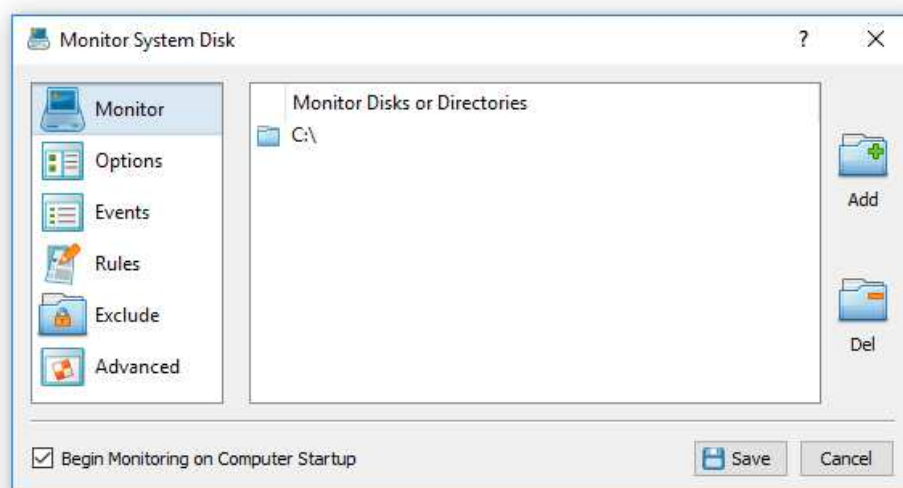 Monitor System Disk ?
Monitor
Options
Events
Rules
Exclude
Advanced
Monitor Disks or Directories
C:\
Add
Del
Begin Monitoring on Computer Startup
Save
Cancel